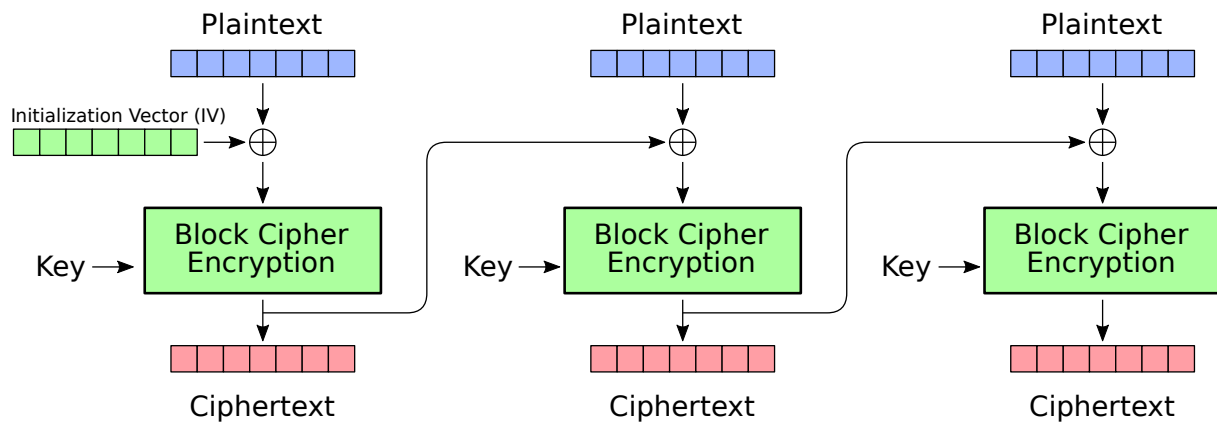 Plaintext
Plaintext
Plaintext
Initialization Vector (IV)
Block Cipher
Encryption
Block Cipher
Encryption
Block Cipher
Encryption
Key
Key
Key
Ciphertext
Ciphertext
Ciphertext